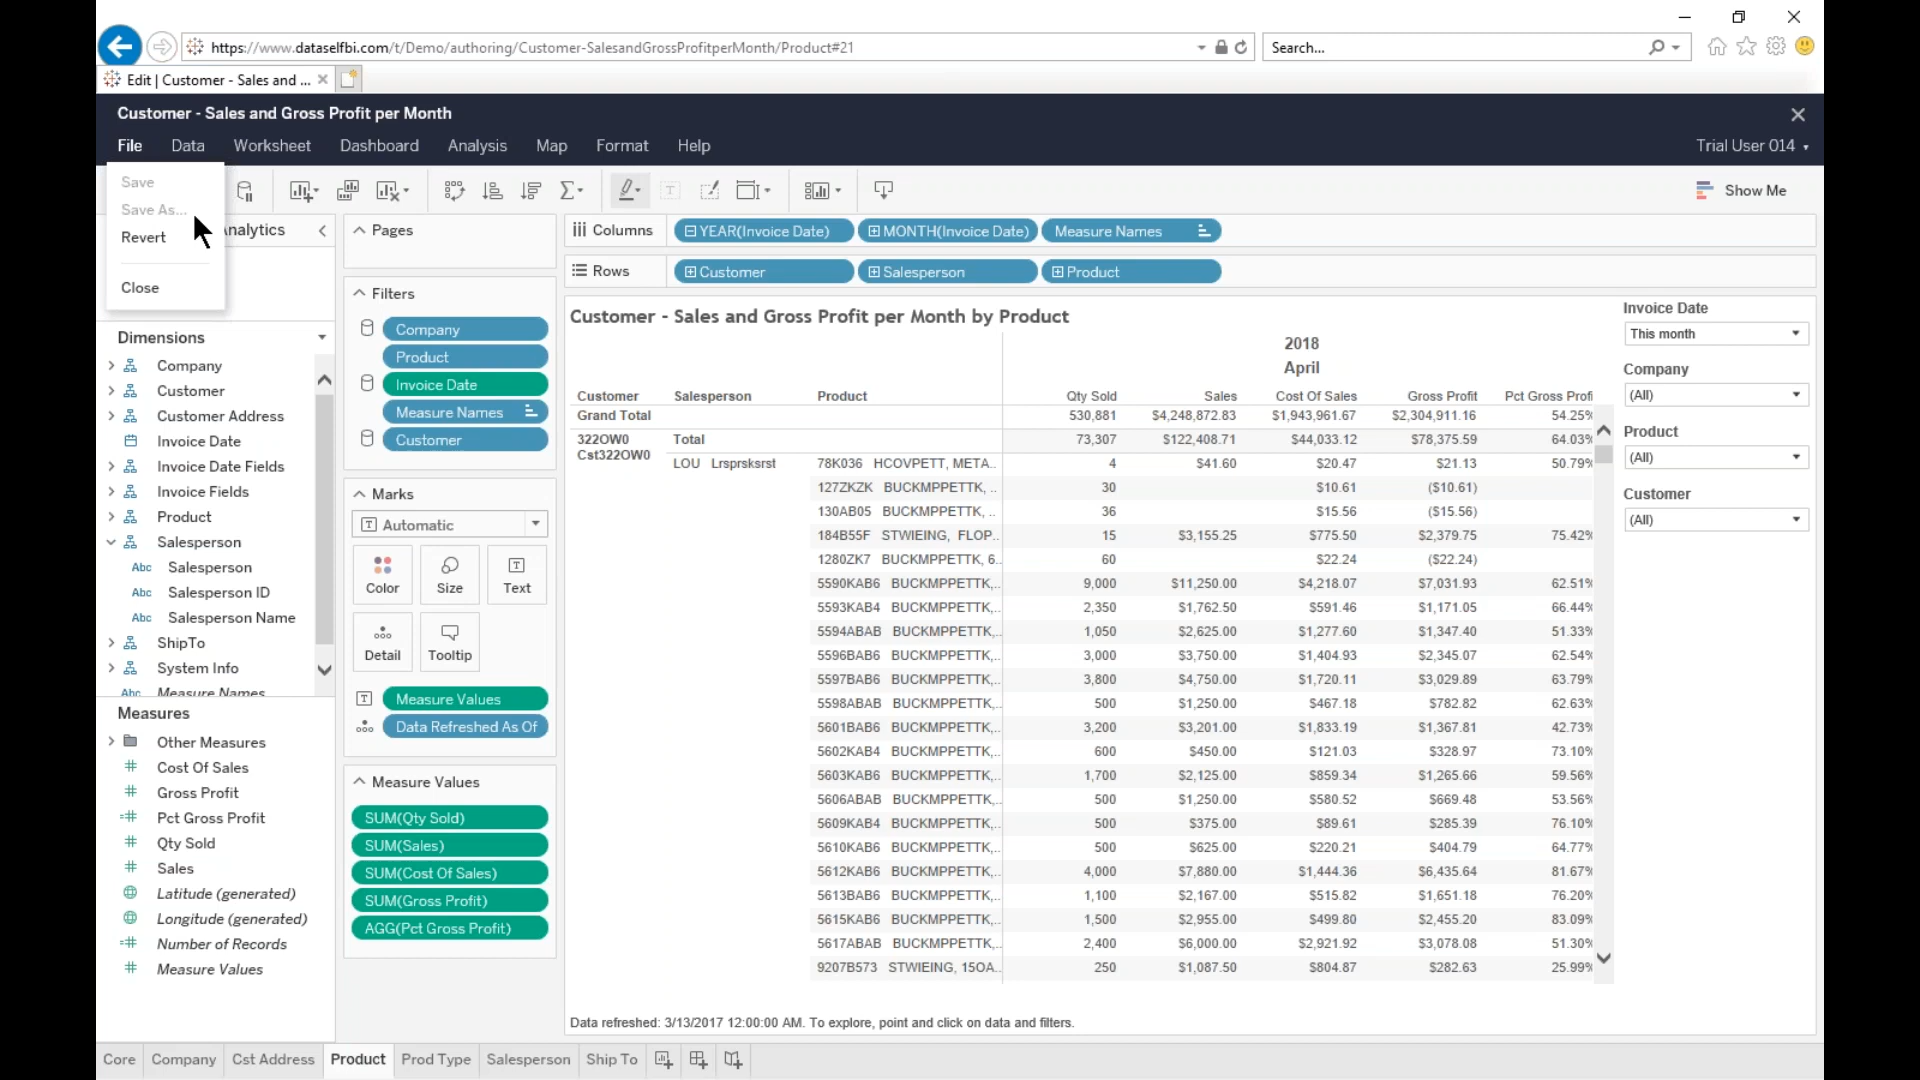 https://www.dataselfbi.com/t/Demo/authoring/Customer-SalesandGrossProfitperMonth/Product#21
Search...
Edit | Customer - Sales and ...
Customer - Sales and Gross Profit per Month
File Data Worksheet Dashboard Analysis Map Format Help
Trial User 014
Save
Save As...
Revert
Close
Show Me
nalytics
Pages
Columns YEAR(Invoice Date) MONTH(Invoice Date) Measure Names
Rows Customer Salesperson Product
Filters
Company
Product
Invoice Date
Measure Names
Customer
Dimensions
Company
Customer
Customer Address
Invoice Date
Invoice Date Fields
Invoice Fields
Product
Salesperson
Abc Salesperson
Abc Salesperson ID
Abc Salesperson Name
ShipTo
System Info
Abc Measure Names
Measures
Other Measures
Cost Of Sales
Gross Profit
Pct Gross Profit
Qty Sold
Sales
Latitude (generated)
Longitude (generated)
Number of Records
Measure Values
Marks
Automatic
Color Size Text
Detail Tooltip
Measure Values
Data Refreshed As Of
Measure Values
SUM(Qty Sold)
SUM(Sales)
SUM(Cost Of Sales)
SUM(Gross Profit)
AGG(Pct Gross Profit)
Customer - Sales and Gross Profit per Month by Product
2018
April
Customer Salesperson Product Qty Sold Sales Cost Of Sales Gross Profit Pct Gross Profi
Grand Total 530,881 $4,248,872.83 $1,943,961.67 $2,304,911.16 54.25%
322OW0 Total 73,307 $122,408.71 $44,033.12 $78,375.59 64.03%
Cst322OW0
LOU Lrsprsksrst 78K036 HCOVPETT, META.. 4 $41.60 $20.47 $21.13 50.79%
127ZKZK BUCKMPPETTK, .. 30 $10.61 ($10.61)
130AB05 BUCKMPPETTK, .. 36 $15.56 ($15.56)
184B55F STWIEING, FLOP.. 15 $3,155.25 $775.50 $2,379.75 75.42%
1280ZK7 BUCKMPPETTK, 6.. 60 $22.24 ($22.24)
5590KAB6 BUCKMPPETTK,.. 9,000 $11,250.00 $4,218.07 $7,031.93 62.51%
5593KAB4 BUCKMPPETTK,.. 2,350 $1,762.50 $591.46 $1,171.05 66.44%
5594ABAB BUCKMPPETTK,.. 1,050 $2,625.00 $1,277.60 $1,347.40 51.33%
5596BAB6 BUCKMPPETTK,.. 3,000 $3,750.00 $1,404.93 $2,345.07 62.54%
5597BAB6 BUCKMPPETTK,.. 3,800 $4,750.00 $1,720.11 $3,029.89 63.79%
5598ABAB BUCKMPPETTK,.. 500 $1,250.00 $467.18 $782.82 62.63%
5601BAB6 BUCKMPPETTK,.. 3,200 $3,201.00 $1,833.19 $1,367.81 42.73%
5602KAB4 BUCKMPPETTK,.. 600 $450.00 $121.03 $328.97 73.10%
5603KAB6 BUCKMPPETTK,.. 1,700 $2,125.00 $859.34 $1,265.66 59.56%
5606ABAB BUCKMPPETTK,.. 500 $1,250.00 $580.52 $669.48 53.56%
5609KAB4 BUCKMPPETTK,.. 500 $375.00 $89.61 $285.39 76.10%
5610KAB6 BUCKMPPETTK,.. 500 $625.00 $220.21 $404.79 64.77%
5612KAB6 BUCKMPPETTK,.. 4,000 $7,880.00 $1,444.36 $6,435.64 81.67%
5613BAB6 BUCKMPPETTK,.. 1,100 $2,167.00 $515.82 $1,651.18 76.20%
5615KAB6 BUCKMPPETTK,.. 1,500 $2,955.00 $499.80 $2,455.20 83.09%
5617ABAB BUCKMPPETTK,.. 2,400 $6,000.00 $2,921.92 $3,078.08 51.30%
9207B573 STWIEING, 15OA.. 250 $1,087.50 $804.87 $282.63 25.99%
Data refreshed: 3/13/2017 12:00:00 AM. To explore, point and click on data and filters.
Invoice Date
This month
Company
(All)
Product
(All)
Customer
(All)
Core Company Cst Address Product Prod Type Salesperson Ship To